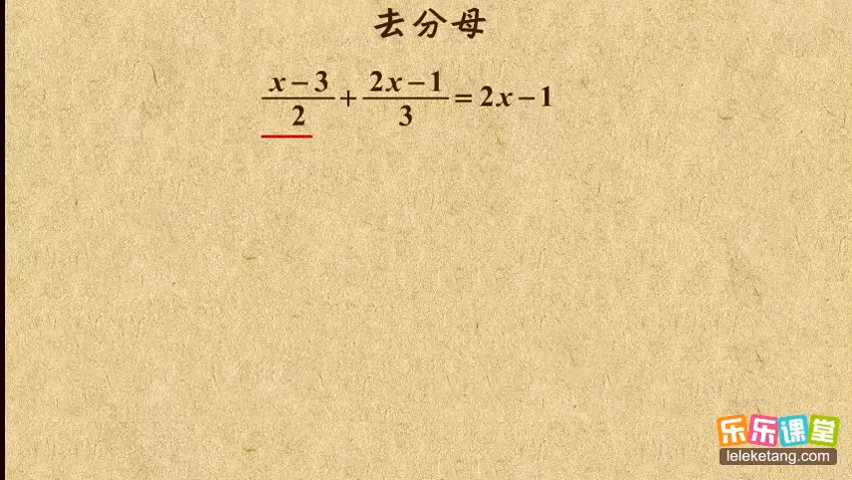 去分母
x-3/2 + 2x-1/3 = 2x-1
乐乐课堂
leleketang.com